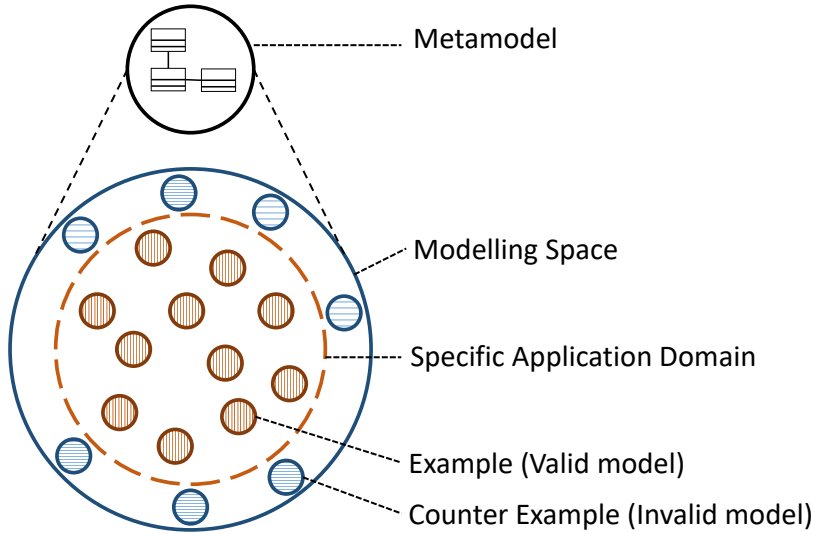 Metamodel
Modelling Space
Specific Application Domain
Example (Valid model)
Counter Example (Invalid model)